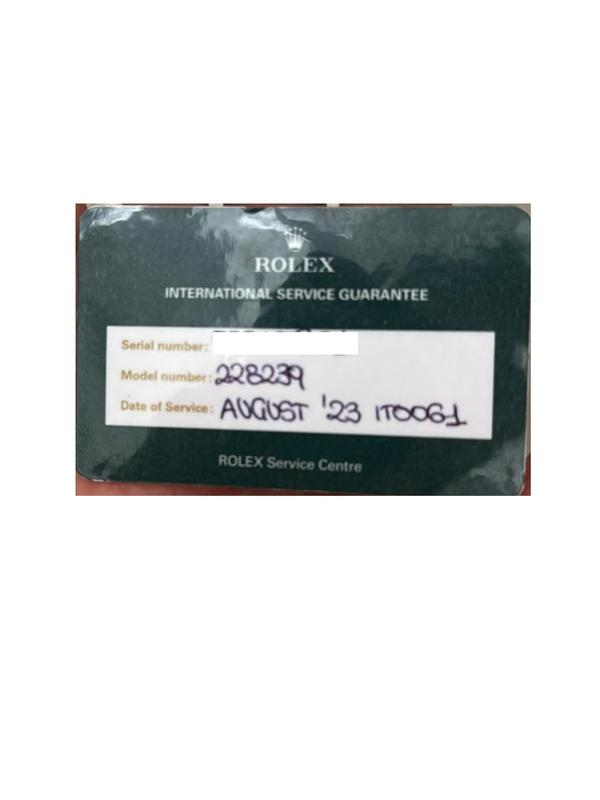 ROLEX
INTERNATIONAL SERVICE GUARANTEE
Serial number:
Model number: 228239
Date of Service: AUGUST '23 IT0061
ROLEX Service Centre